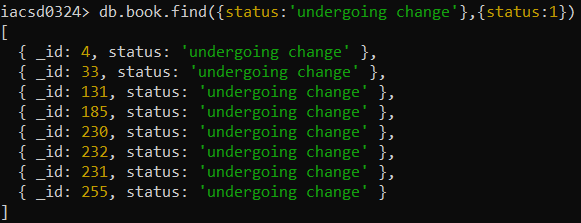 iacsd0324> db.book.find({status:'undergoing change'},{status:1})
[
  { _id: 4, status: 'undergoing change' },
  { _id: 33, status: 'undergoing change' },
  { _id: 131, status: 'undergoing change' },
  { _id: 185, status: 'undergoing change' },
  { _id: 230, status: 'undergoing change' },
  { _id: 232, status: 'undergoing change' },
  { _id: 231, status: 'undergoing change' },
  { _id: 255, status: 'undergoing change' }
]